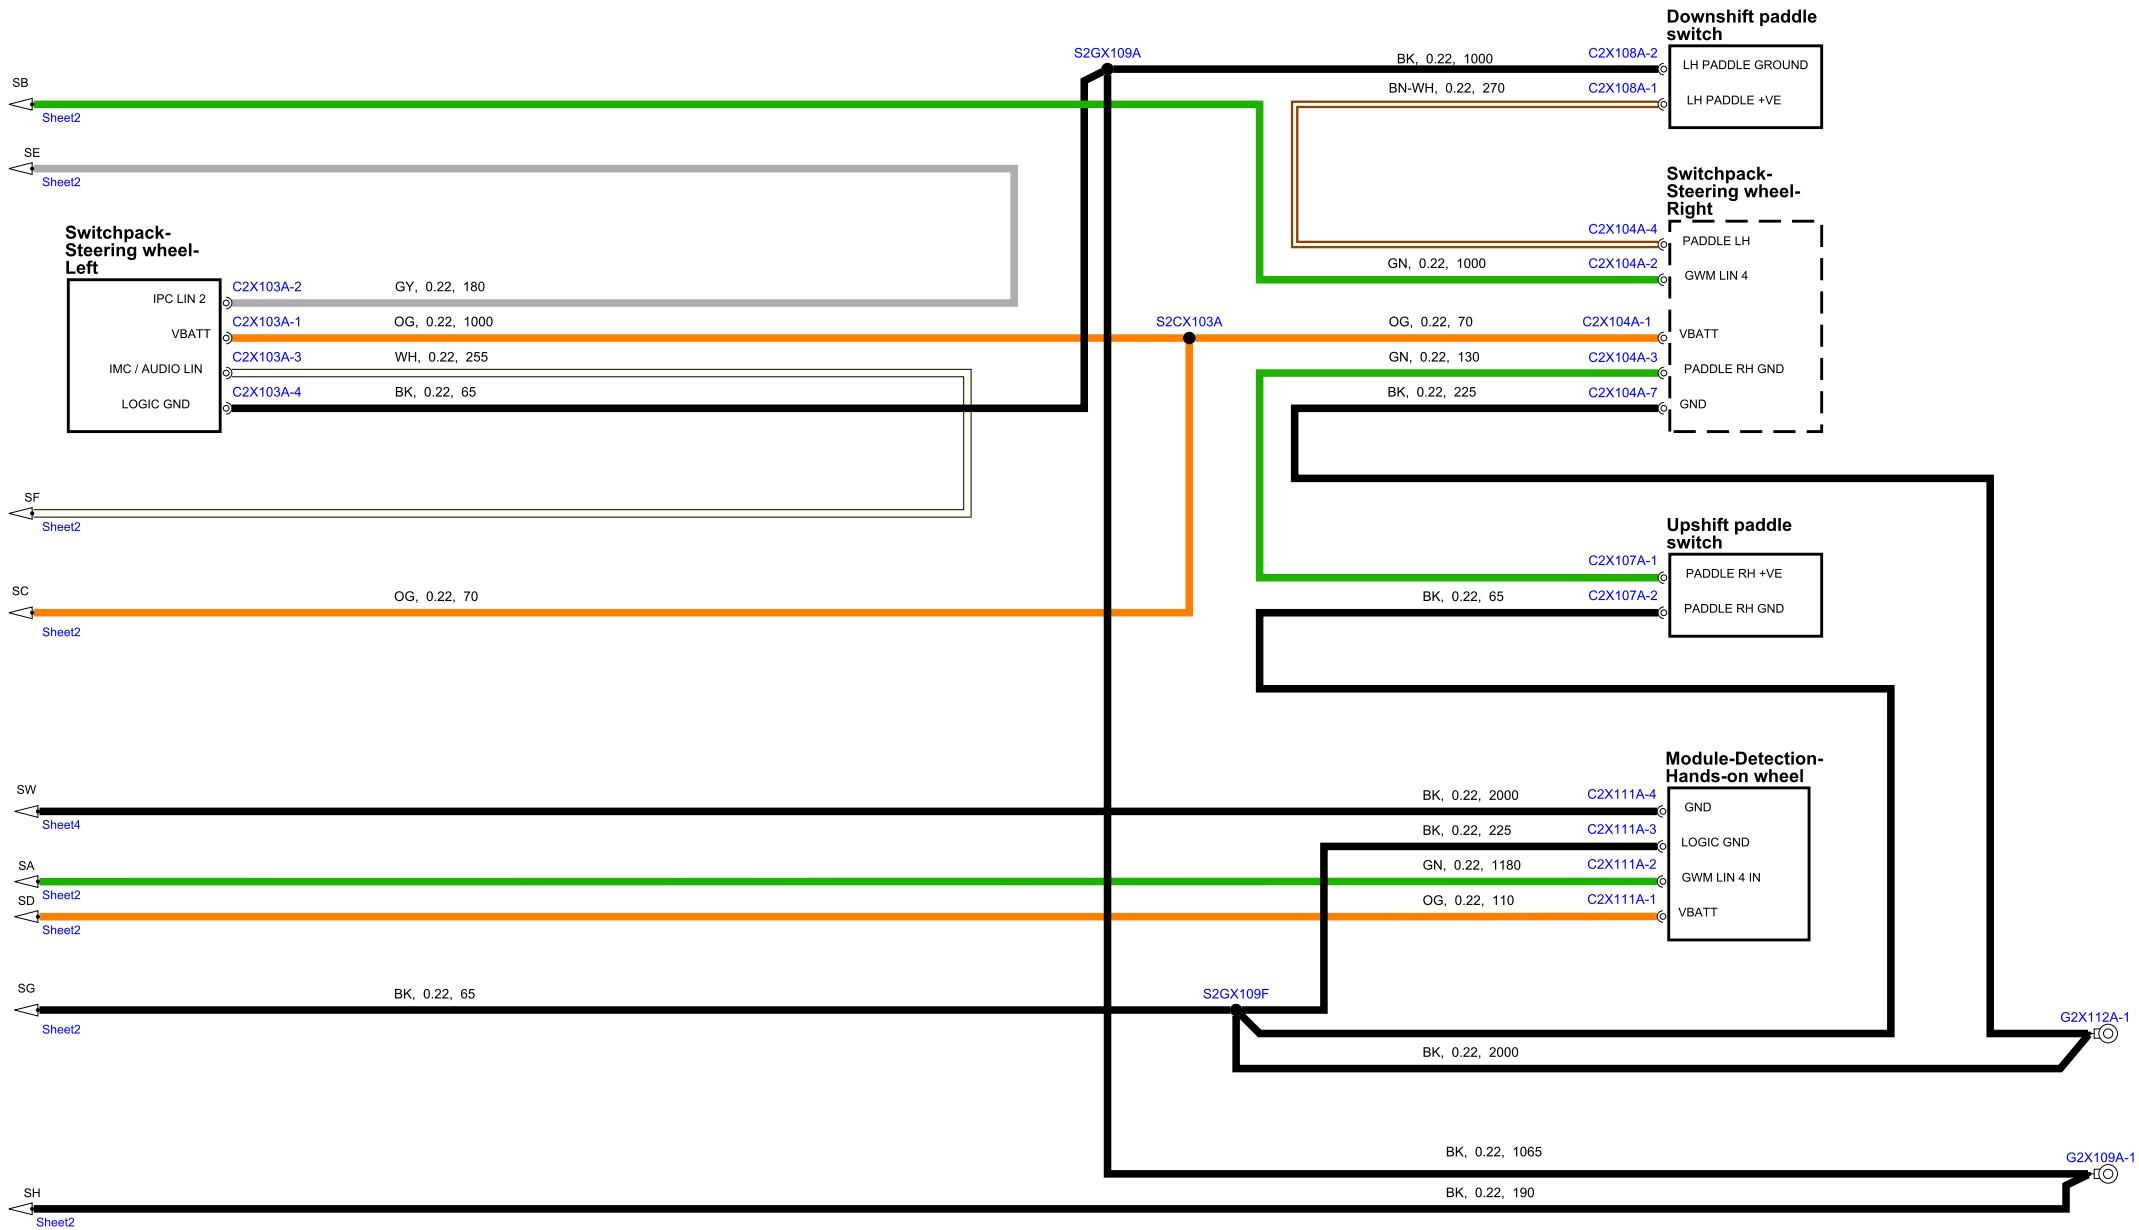 Downshift paddle
switch
S2GX109A
BK, 0.22, 1000
C2X108A-2
LH PADDLE GROUND
SB
BN-WH, 0.22, 270
C2X108A-1
LH PADDLE +VE
Sheet2
SE
Sheet2
Switchpack-
Steering wheel-
Right
Switchpack-
Steering wheel-
Left
C2X104A-4
PADDLE LH
GN, 0.22, 1000
C2X104A-2
GWM LIN 4
IPC LIN 2
C2X103A-2
GY, 0.22, 180
VBATT
C2X103A-1
OG, 0.22, 1000
S2CX103A
OG, 0.22, 70
C2X104A-1
VBATT
IMC / AUDIO LIN
C2X103A-3
WH, 0.22, 255
GN, 0.22, 130
C2X104A-3
PADDLE RH GND
LOGIC GND
C2X103A-4
BK, 0.22, 65
BK, 0.22, 225
C2X104A-7
GND
SF
Sheet2
Upshift paddle
switch
C2X107A-1
PADDLE RH +VE
SC
OG, 0.22, 70
BK, 0.22, 65
C2X107A-2
PADDLE RH GND
Sheet2
Module-Detection-
Hands-on wheel
SW
BK, 0.22, 2000
C2X111A-4
GND
Sheet4
BK, 0.22, 225
C2X111A-3
LOGIC GND
SA
GN, 0.22, 1180
C2X111A-2
GWM LIN 4 IN
Sheet2
SD
OG, 0.22, 110
C2X111A-1
VBATT
Sheet2
SG
BK, 0.22, 65
S2GX109F
Sheet2
G2X112A-1
BK, 0.22, 2000
BK, 0.22, 1065
G2X109A-1
SH
BK, 0.22, 190
Sheet2